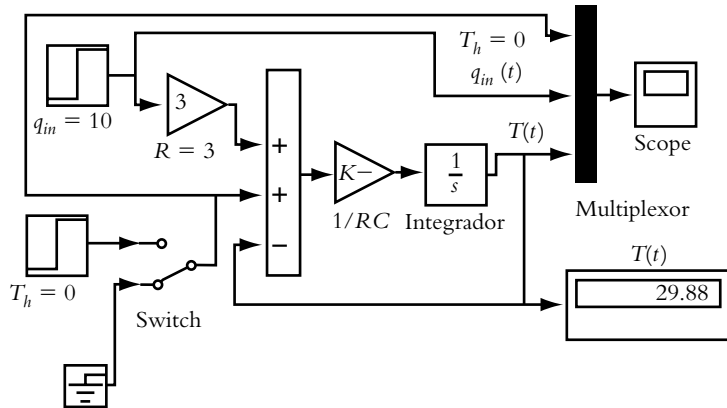 T_h = 0
q_in (t)
q_in = 10
3
R = 3
+
+
−
K−
1/RC
1
s
Integrador
T(t)
Scope
Multiplexor
T_h = 0
Switch
T(t)
29.88